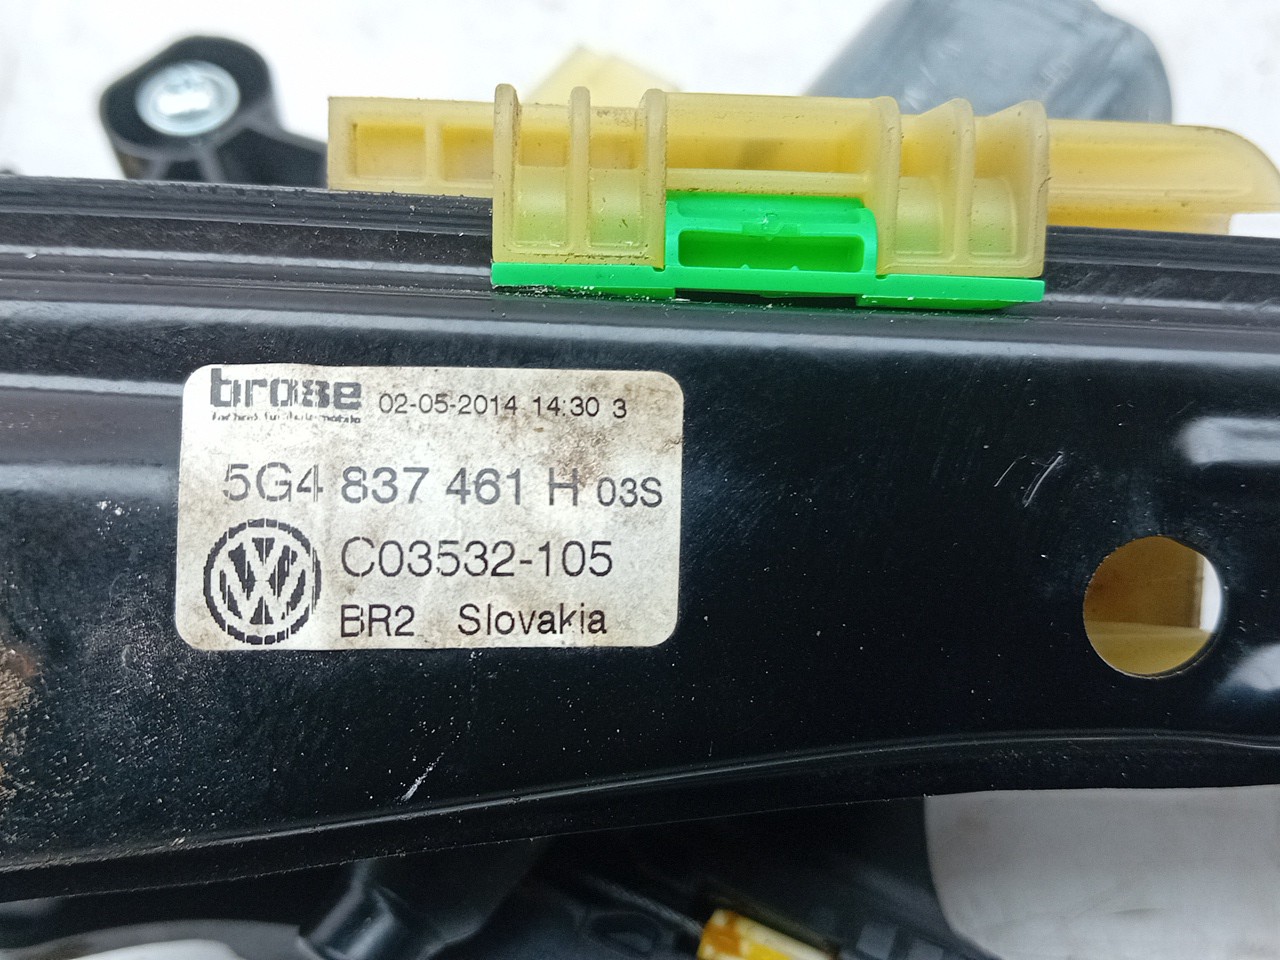 brose 02-05-2014 14:30 3
5G4 837 461 H 03S
C03532-105
BR2 Slovakia